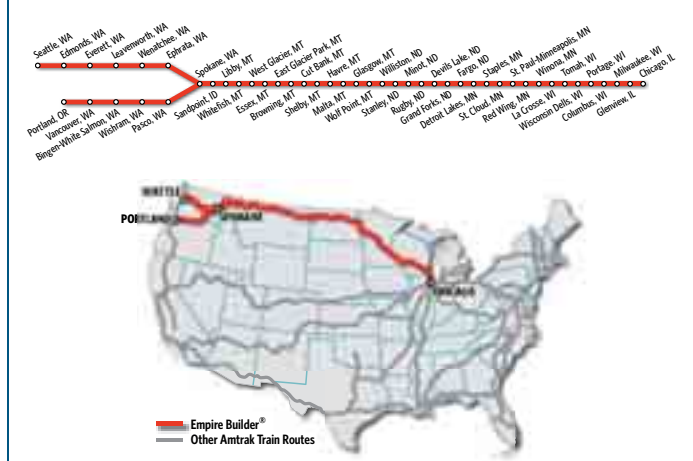 Seattle, WA
Edmonds, WA
Everett, WA
Leavenworth, WA
Wenatchee, WA
Ephrata, WA
Portland, OR
Vancouver, WA
Bingen-White Salmon, WA
Wishram, WA
Pasco, WA
Spokane, WA
Sandpoint, ID
Libby, MT
Whitefish, MT
West Glacier, MT
Essex, MT
East Glacier Park, MT
Browning, MT
Cut Bank, MT
Shelby, MT
Havre, MT
Malta, MT
Glasgow, MT
Wolf Point, MT
Williston, ND
Stanley, ND
Minot, ND
Rugby, ND
Devils Lake, ND
Grand Forks, ND
Fargo, ND
Detroit Lakes, MN
Staples, MN
St. Cloud, MN
St. Paul-Minneapolis, MN
Red Wing, MN
Winona, MN
La Crosse, WI
Tomah, WI
Wisconsin Dells, WI
Portage, WI
Columbus, WI
Milwaukee, WI
Glenview, IL
Chicago, IL
SEATTLE
PORTLAND
SPOKANE
CHICAGO
Empire Builder®
Other Amtrak Train Routes